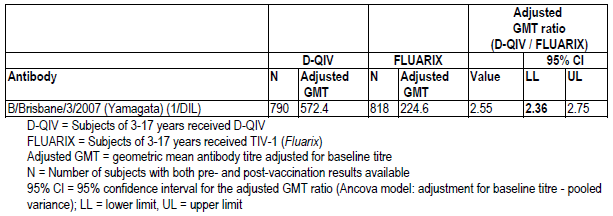 Adjusted
GMT ratio
(D-QIV / FLUARIX)
D-QIV FLUARIX 95% CI
Antibody N Adjusted GMT N Adjusted GMT Value LL UL
B/Brisbane/3/2007 (Yamagata) (1/DIL) 790 572.4 818 224.6 2.55 2.36 2.75
D-QIV = Subjects of 3-17 years received D-QIV
FLUARIX = Subjects of 3-17 years received TIV-1 (Fluarix)
Adjusted GMT = geometric mean antibody titre adjusted for baseline titre
N = Number of subjects with both pre- and post-vaccination results available
95% CI = 95% confidence interval for the adjusted GMT ratio (Ancova model: adjustment for baseline titre - pooled
variance); LL = lower limit, UL = upper limit